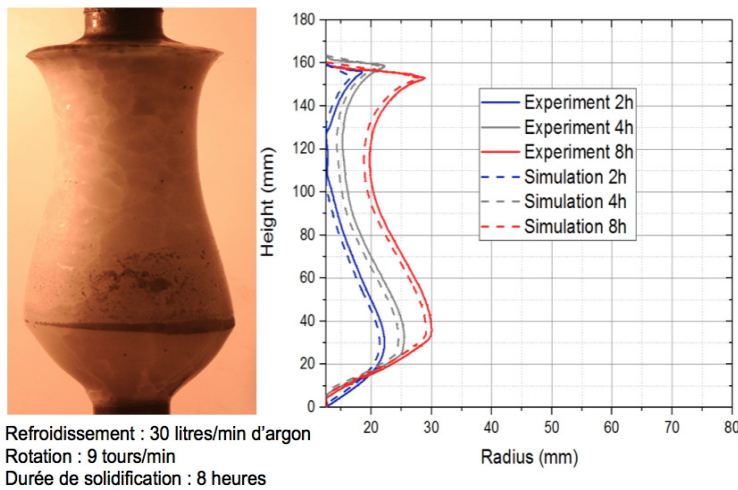 180
160
140
120
100
80
60
40
20
0
Height (mm)
Experiment 2h
Experiment 4h
Experiment 8h
Simulation 2h
Simulation 4h
Simulation 8h
20 30 40 50 60 70 80
Radius (mm)
Refroidissement : 30 litres/min d’argon
Rotation : 9 tours/min
Durée de solidification : 8 heures